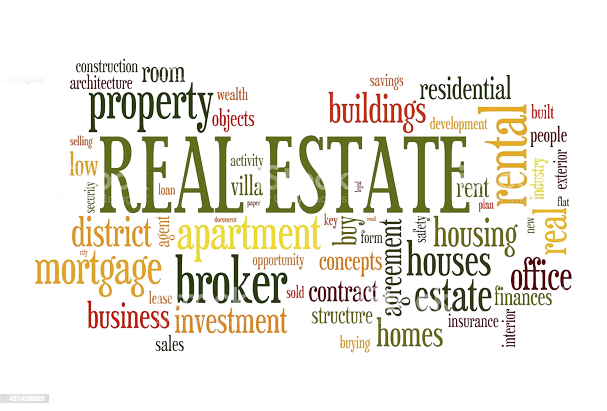 construction
architecture
room
property
wealth
objects
savings
buildings
residential
development
rental
built
people
selling
low
REAL ESTATE
security
loan
activity
villa
paper
legal
rent
plan
industry
exterior
flat
new
real
document
key
district
city
agent
apartment
buy
form
agreement
safety
housing
mortgage
broker
opportunity
concepts
houses
office
lease
sold
contract
estate
finances
business
investment
structure
homes
insurance
interior
sales
buying